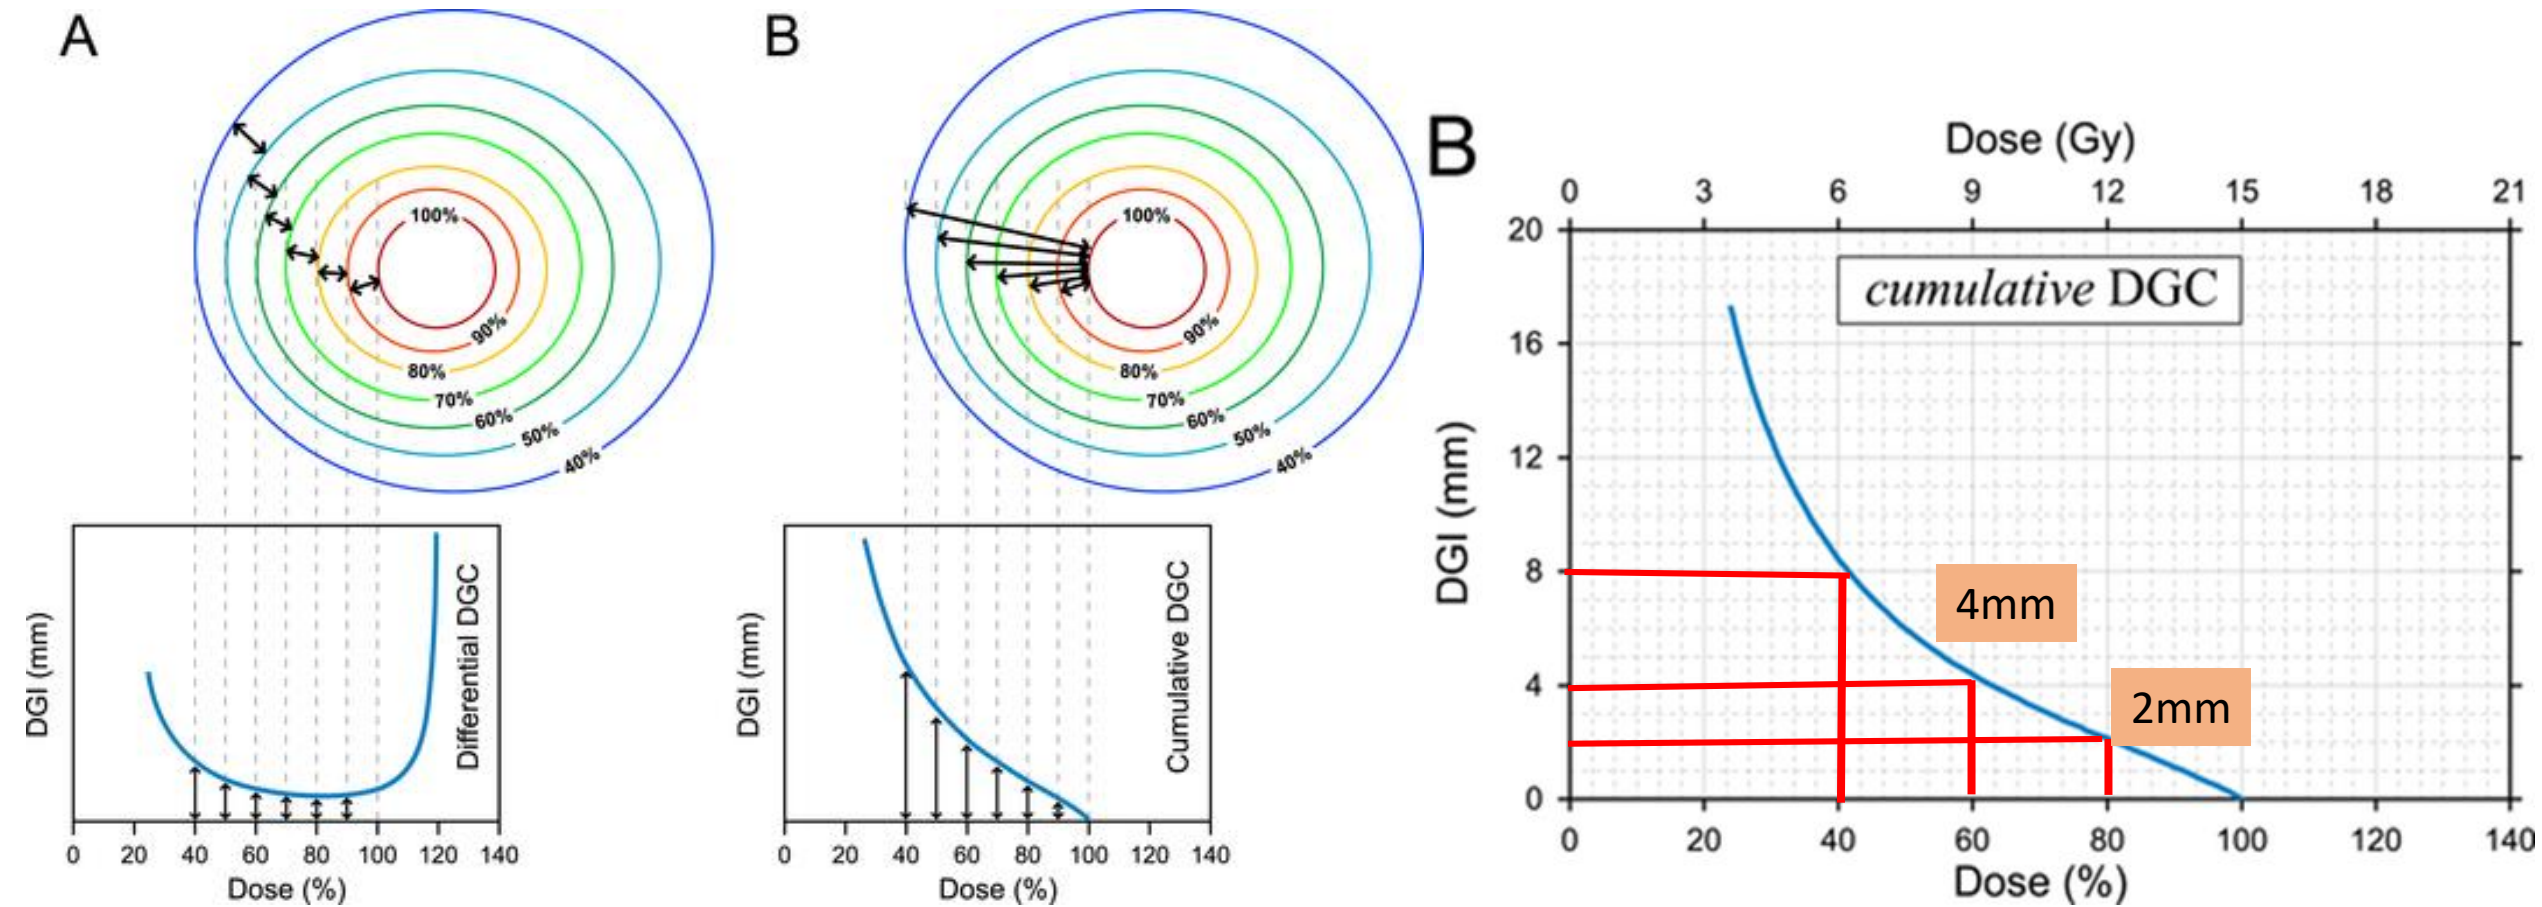 A
100%
90%
80%
70%
60%
50%
40%
DGI (mm)
Differential DGC
0 20 40 60 80 100 120 140
Dose (%)
B
100%
90%
80%
70%
60%
50%
40%
DGI (mm)
Cumulative DGC
0 20 40 60 80 100 120 140
Dose (%)
B
Dose (Gy)
0 3 6 9 12 15 18 21
20
cumulative DGC
16
12
8
4
0
DGI (mm)
4mm
2mm
0 20 40 60 80 100 120 140
Dose (%)